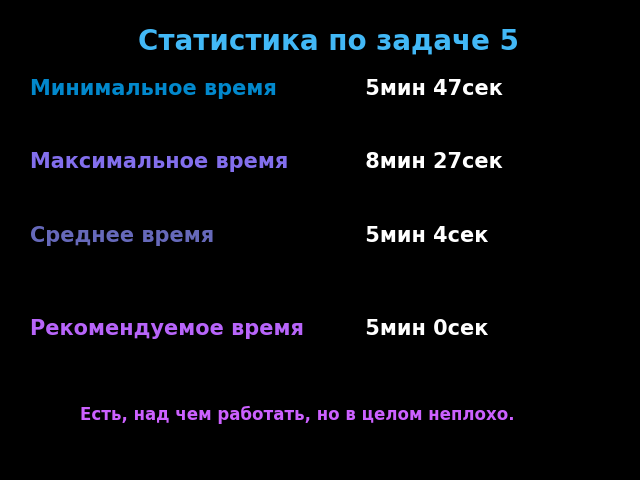 Статистика по задаче 5
Минимальное время 5мин 47сек
Максимальное время 8мин 27сек
Среднее время 5мин 4сек
Рекомендуемое время 5мин 0сек
Есть, над чем работать, но в целом неплохо.